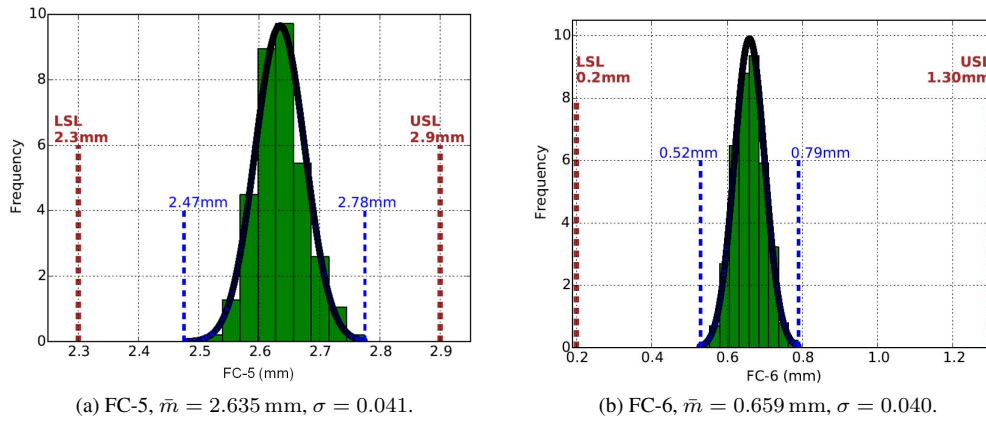 10
8
6
4
2
0
Frequency
LSL
2.3mm
USL
2.9mm
2.47mm
2.78mm
2.3
2.4
2.5
2.6
2.7
2.8
2.9
FC-5 (mm)
(a) FC-5, m̄ = 2.635 mm, σ = 0.041.
10
8
6
4
2
0
Frequency
LSL
0.2mm
USL
1.30mm
0.52mm
0.79mm
0.2
0.4
0.6
0.8
1.0
1.2
FC-6 (mm)
(b) FC-6, m̄ = 0.659 mm, σ = 0.040.